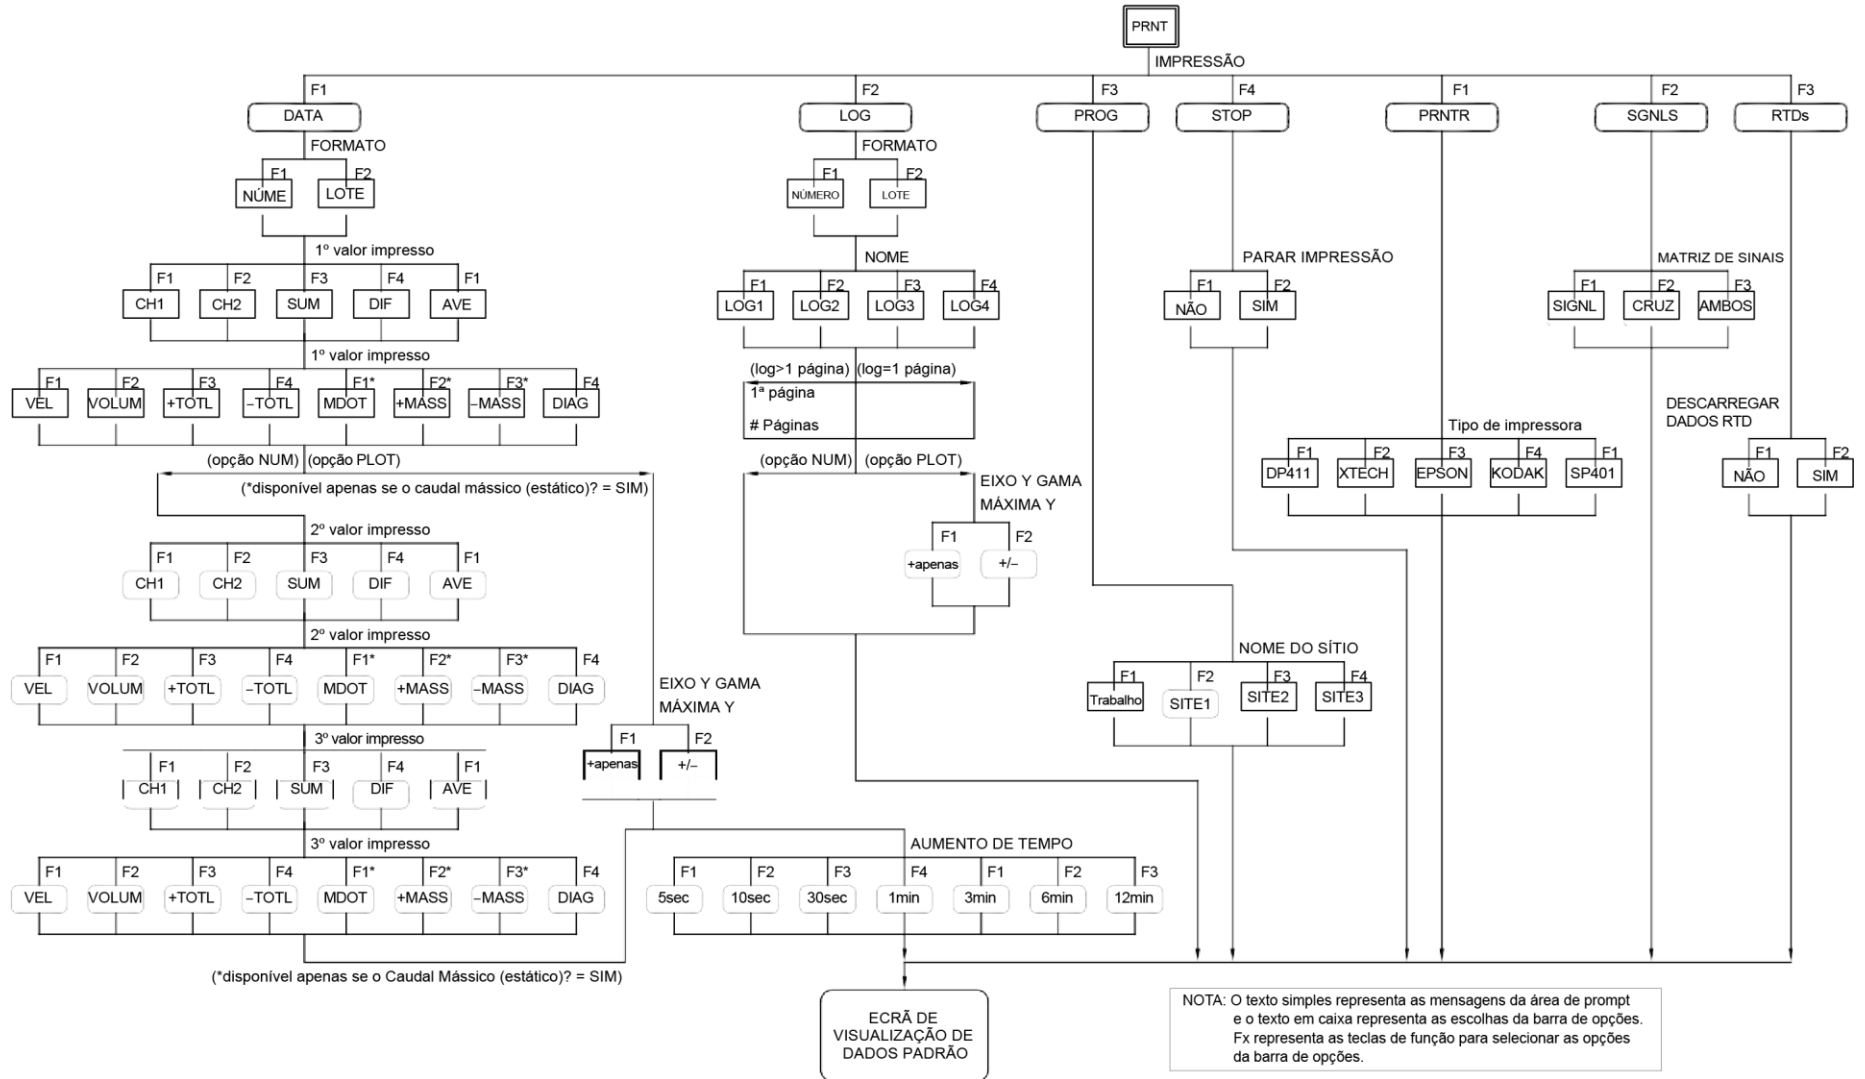 PRNT
IMPRESSÃO
F1 F2 F3 F4 F1 F2 F3
DATA LOG PROG STOP PRNTR SGNLS RTDs
FORMATO FORMATO
F1 F2 F1 F2
NÚME LOTE NÚMERO LOTE
1º valor impresso NOME PARAR IMPRESSÃO MATRIZ DE SINAIS
F1 F2 F3 F4 F1 F1 F2 F3 F4 F1 F2 F1 F2 F3
CH1 CH2 SUM DIF AVE LOG1 LOG2 LOG3 LOG4 NÃO SIM SIGNL CRUZ AMBOS
1º valor impresso (log>1 página) (log=1 página)
F1 F2 F3 F4 F1* F2* F3* F4 1ª página
VEL VOLUM +TOTL –TOTL MDOT +MASS –MASS DIAG DESCARREGAR
# Páginas Tipo de impressora DADOS RTD
(opção NUM) (opção PLOT) (opção NUM) (opção PLOT) F1 F2 F3 F4 F1 F1 F2
DP411 XTECH EPSON KODAK SP401 NÃO SIM
(*disponível apenas se o caudal mássico (estático)? = SIM) EIXO Y GAMA
MÁXIMA Y
2º valor impresso
F1 F2 F3 F4 F1 F1 F2
CH1 CH2 SUM DIF AVE +apenas +/–
2º valor impresso NOME DO SÍTIO
F1 F2 F3 F4 F1* F2* F3* F4 F1 F2 F3 F4
VEL VOLUM +TOTL –TOTL MDOT +MASS –MASS DIAG EIXO Y GAMA Trabalho SITE1 SITE2 SITE3
MÁXIMA Y
3º valor impresso F1 F2
F1 F2 F3 F4 F1 +apenas +/–
CH1 CH2 SUM DIF AVE
3º valor impresso AUMENTO DE TEMPO
F1 F2 F3 F4 F1* F2* F3* F4 F1 F2 F3 F4 F1 F2 F3
VEL VOLUM +TOTL –TOTL MDOT +MASS –MASS DIAG 5sec 10sec 30sec 1min 3min 6min 12min
(*disponível apenas se o Caudal Mássico (estático)? = SIM)
ECRÃ DE
VISUALIZAÇÃO DE
DADOS PADRÃO
NOTA: O texto simples representa as mensagens da área de prompt
e o texto em caixa representa as escolhas da barra de opções.
Fx representa as teclas de função para selecionar as opções
da barra de opções.